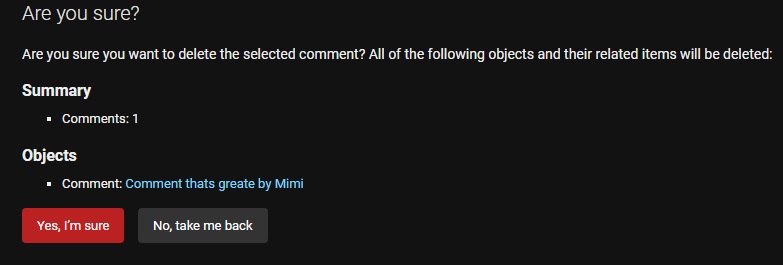 Are you sure?
Are you sure you want to delete the selected comment? All of the following objects and their related items will be deleted:
Summary
Comments: 1
Objects
Comment: Comment thats greate by Mimi
Yes, I'm sure
No, take me back